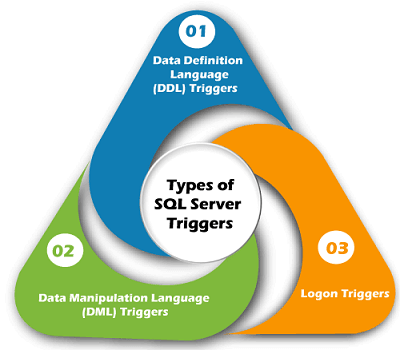 01
Data Definition
Language
(DDL) Triggers
Types of
SQL Server
Triggers
02
Data Manipulation Language
(DML) Triggers
03
Logon Triggers